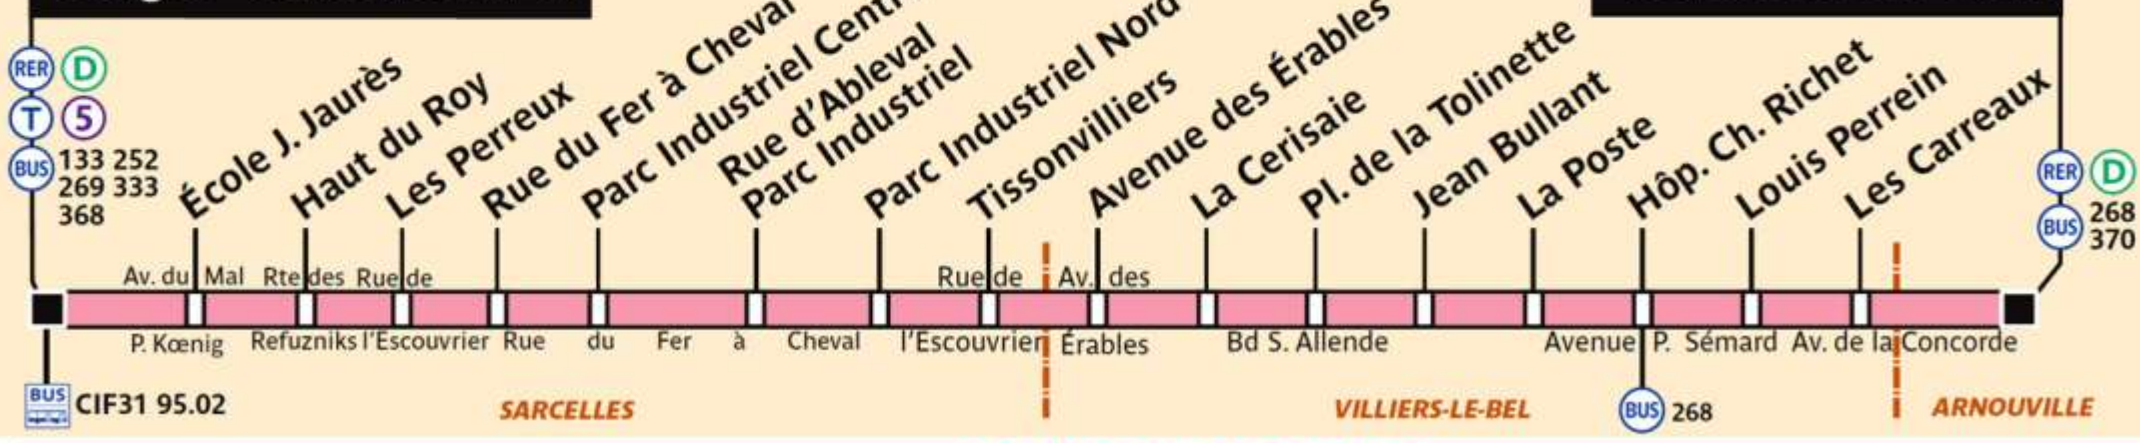 RER D
T 5
BUS 133 252
269 333
368
École J. Jaurès
Haut du Roy
Les Perreux
Rue du Fer à Cheval
Parc Industriel
Rue d'Ableval
Parc Industriel
Parc Industriel Nord
Tissonvilliers
Avenue des Érables
La Cerisaie
Pl. de la Tolinette
Jean Bullant
La Poste
Hôp. Ch. Richet
Louis Perrein
Les Carreaux
RER D
BUS 268
370
Av. du Mal
P. Kœnig
Rte des
Refuzniks
Rue de
l'Escouvrier
Rue du Fer à Cheval
Rue de
l'Escouvrier
Av. des
Érables
Bd S. Allende
Avenue P. Sémard
Av. de la Concorde
BUS CIF31 95.02
SARCELLES
VILLIERS-LE-BEL
BUS 268
ARNOUVILLE